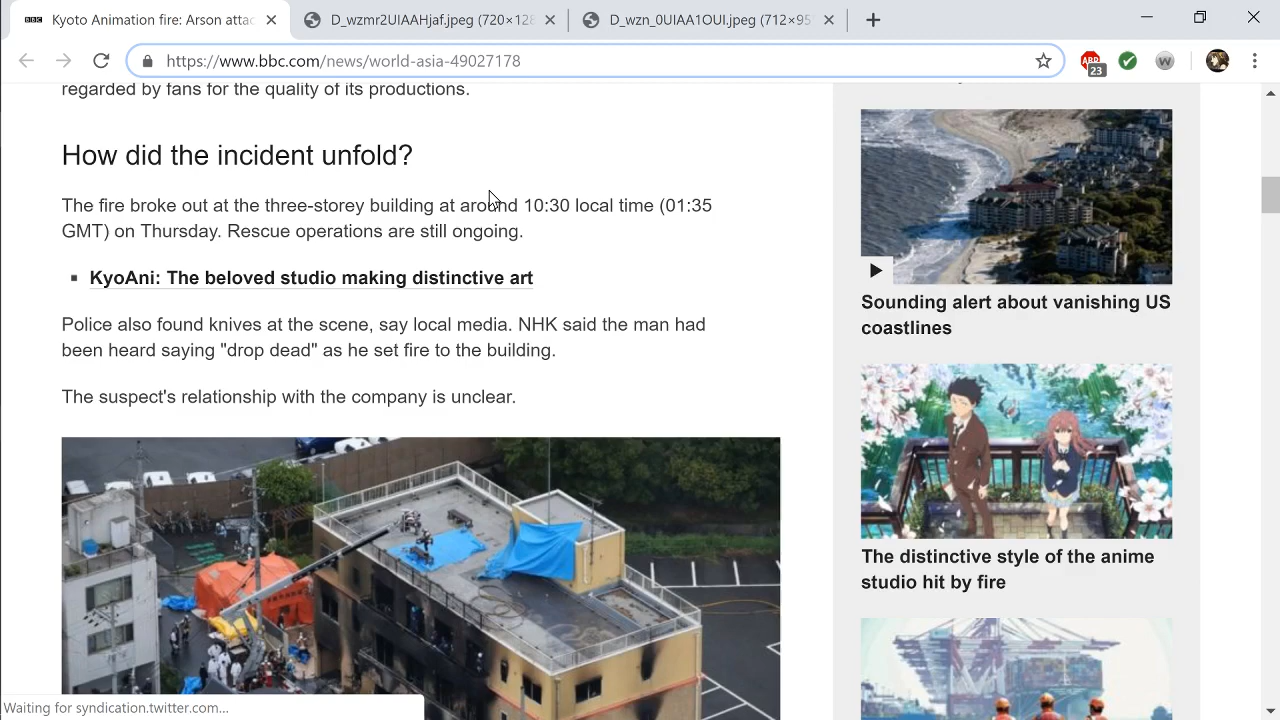 BBC Kyoto Animation fire: Arson attac
D_wzmr2UIAAHjaf.jpeg (720×128
D_wzn_0UIAA1OUI.jpeg (712×95
https://www.bbc.com/news/world-asia-49027178
ABP
23
W
regarded by fans for the quality of its productions.
How did the incident unfold?
The fire broke out at the three-storey building at around 10:30 local time (01:35
GMT) on Thursday. Rescue operations are still ongoing.
KyoAni: The beloved studio making distinctive art
Police also found knives at the scene, say local media. NHK said the man had
been heard saying "drop dead" as he set fire to the building.
The suspect's relationship with the company is unclear.
Sounding alert about vanishing US
coastlines
The distinctive style of the anime
studio hit by fire
Waiting for syndication.twitter.com...